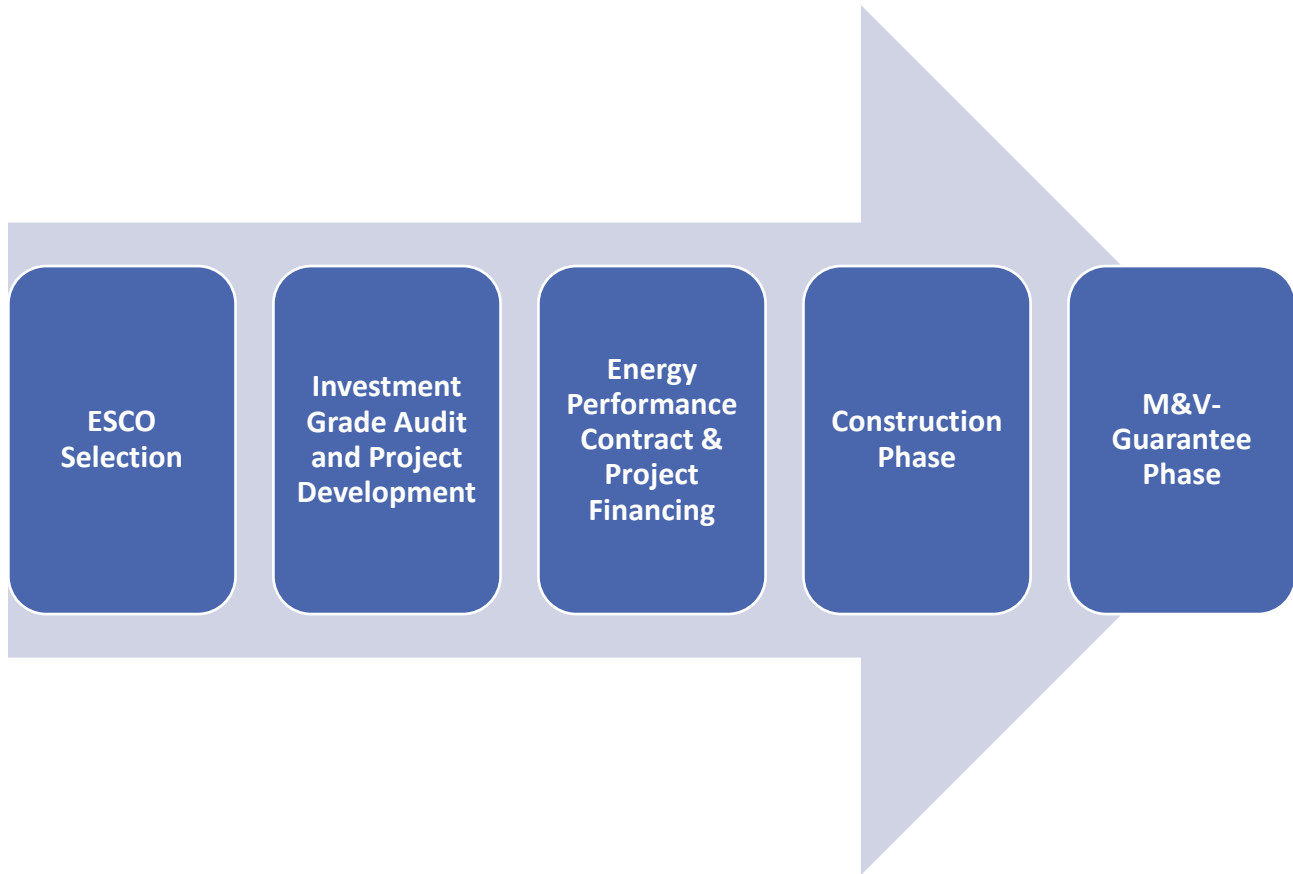 ESCO
Selection
Investment
Grade Audit
and Project
Development
Energy
Performance
Contract &
Project
Financing
Construction
Phase
M&V-
Guarantee
Phase